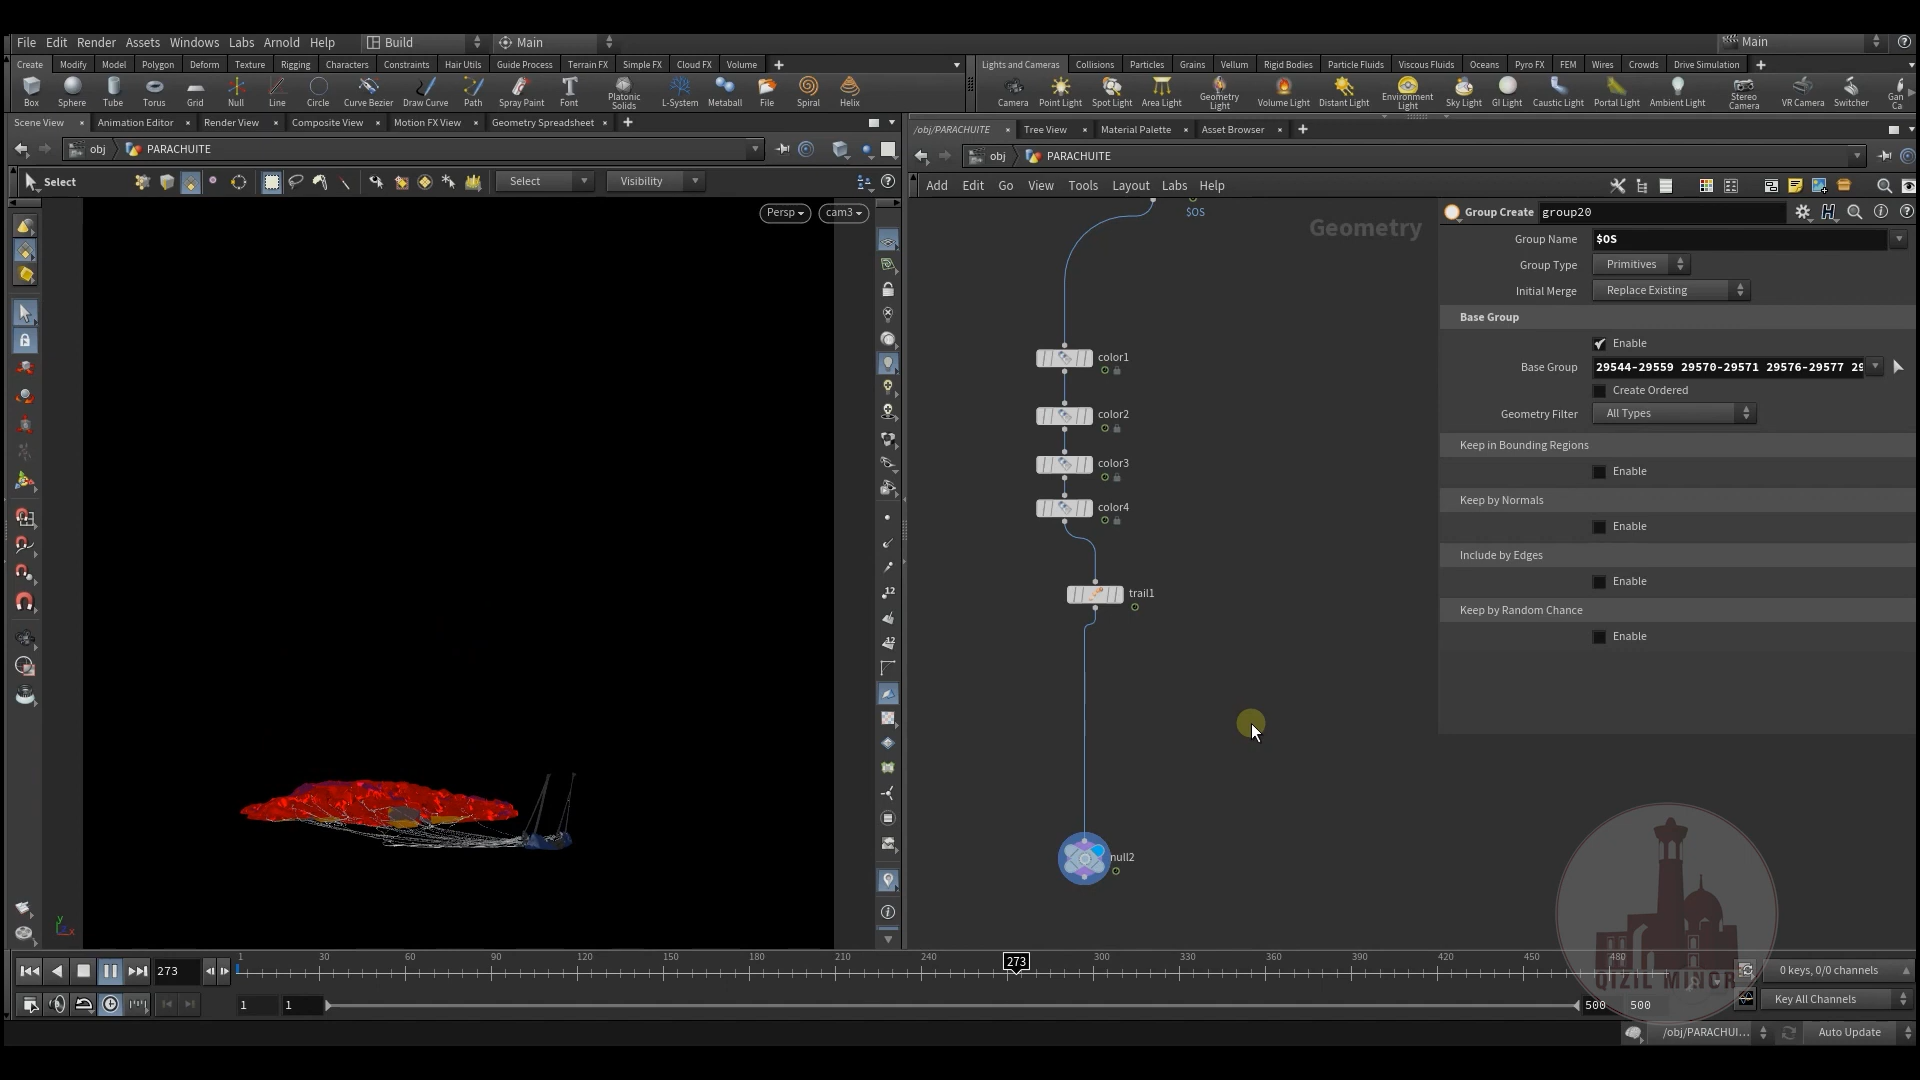 File Edit Render Assets Windows Labs Arnold Help Build Main Main
Create Modify Model Polygon Deform Texture Rigging Characters Constraints Hair Utils Guide Process Terrain FX Simple FX Cloud FX Volume
Lights and Cameras Collisions Particles Grains Vellum Rigid Bodies Particle Fluids Viscous Fluids Oceans Pyro FX FEM Wires Crowds Drive Simulation
Box Sphere Tube Torus Grid Null Line Circle Curve Bezier Draw Curve Path Spray Paint Font Platonic Solids L-System Metaball File Spiral Helix
Camera Point Light Spot Light Area Light Geometry Light Volume Light Distant Light Environment Light Sky Light GI Light Caustic Light Portal Light Ambient Light Stereo Camera VR Camera Switcher Gan Ca
Scene View Animation Editor Render View Composite View Motion FX View Geometry Spreadsheet
/obj/PARACHUITE Tree View Material Palette Asset Browser
obj PARACHUITE
obj PARACHUITE
Select Select Visibility
Add Edit Go View Tools Layout Labs Help
Persp cam3
$OS
Geometry
Group Create group20
Group Name $OS
Group Type Primitives
Initial Merge Replace Existing
Base Group
Enable
Base Group 29544-29559 29570-29571 29576-29577 29
Create Ordered
Geometry Filter All Types
Keep in Bounding Regions
Enable
Keep by Normals
Enable
Include by Edges
Enable
Keep by Random Chance
Enable
color1
color2
color3
color4
trail1
null2
12
12
y
x
QIZIL MINOR
273
1 30 60 90 120 150 180 210 240 273 300 330 360 390 420 450 480
0 keys, 0/0 channels
1 1 500 500
Key All Channels
/obj/PARACHUI... Auto Update